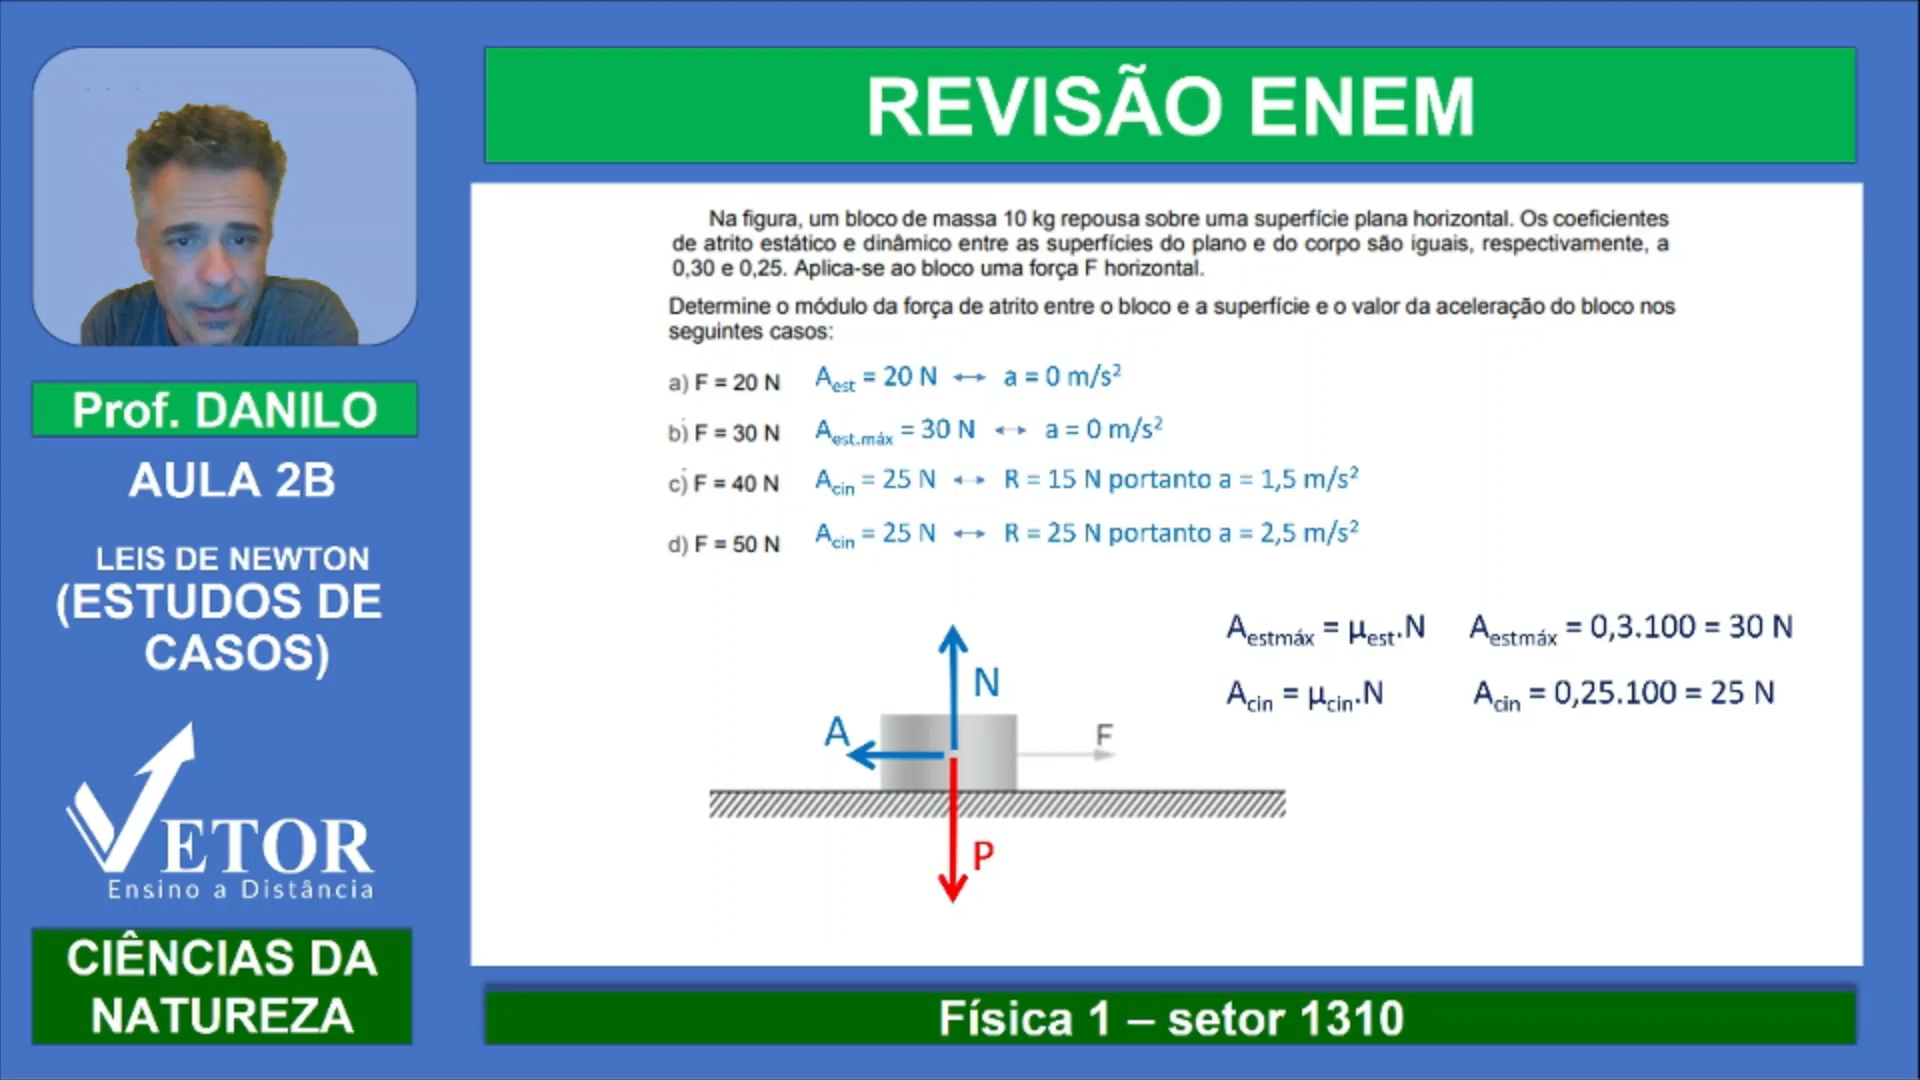 REVISÃO ENEM
Na figura, um bloco de massa 10 kg repousa sobre uma superfície plana horizontal. Os coeficientes
de atrito estático e dinâmico entre as superfícies do plano e do corpo são iguais, respectivamente, a
0,30 e 0,25. Aplica-se ao bloco uma força F horizontal.
Determine o módulo da força de atrito entre o bloco e a superfície e o valor da aceleração do bloco nos
seguintes casos:
a) F = 20 N   Aest = 20 N ↔ a = 0 m/s²
b) F = 30 N   Aest.máx = 30 N ↔ a = 0 m/s²
c) F = 40 N   Acin = 25 N ↔ R = 15 N portanto a = 1,5 m/s²
d) F = 50 N   Acin = 25 N ↔ R = 25 N portanto a = 2,5 m/s²
Aestmáx = μest.N   Aestmáx = 0,3.100 = 30 N
Acin = μcin.N   Acin = 0,25.100 = 25 N
N
A
F
P
Prof. DANILO
AULA 2B
LEIS DE NEWTON
(ESTUDOS DE
CASOS)
VETOR
Ensino a Distância
CIÊNCIAS DA
NATUREZA
Física 1 – setor 1310